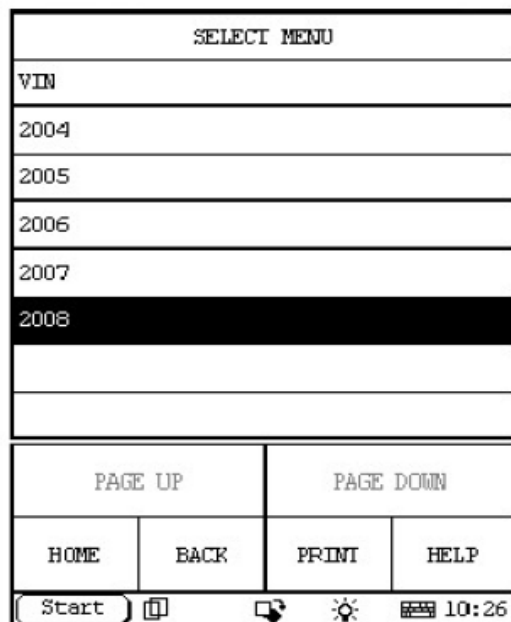 SELECT MENU
VIN
2004
2005
2006
2007
2008
PAGE UP PAGE DOWN
HOME BACK PRINT HELP
Start 10:26